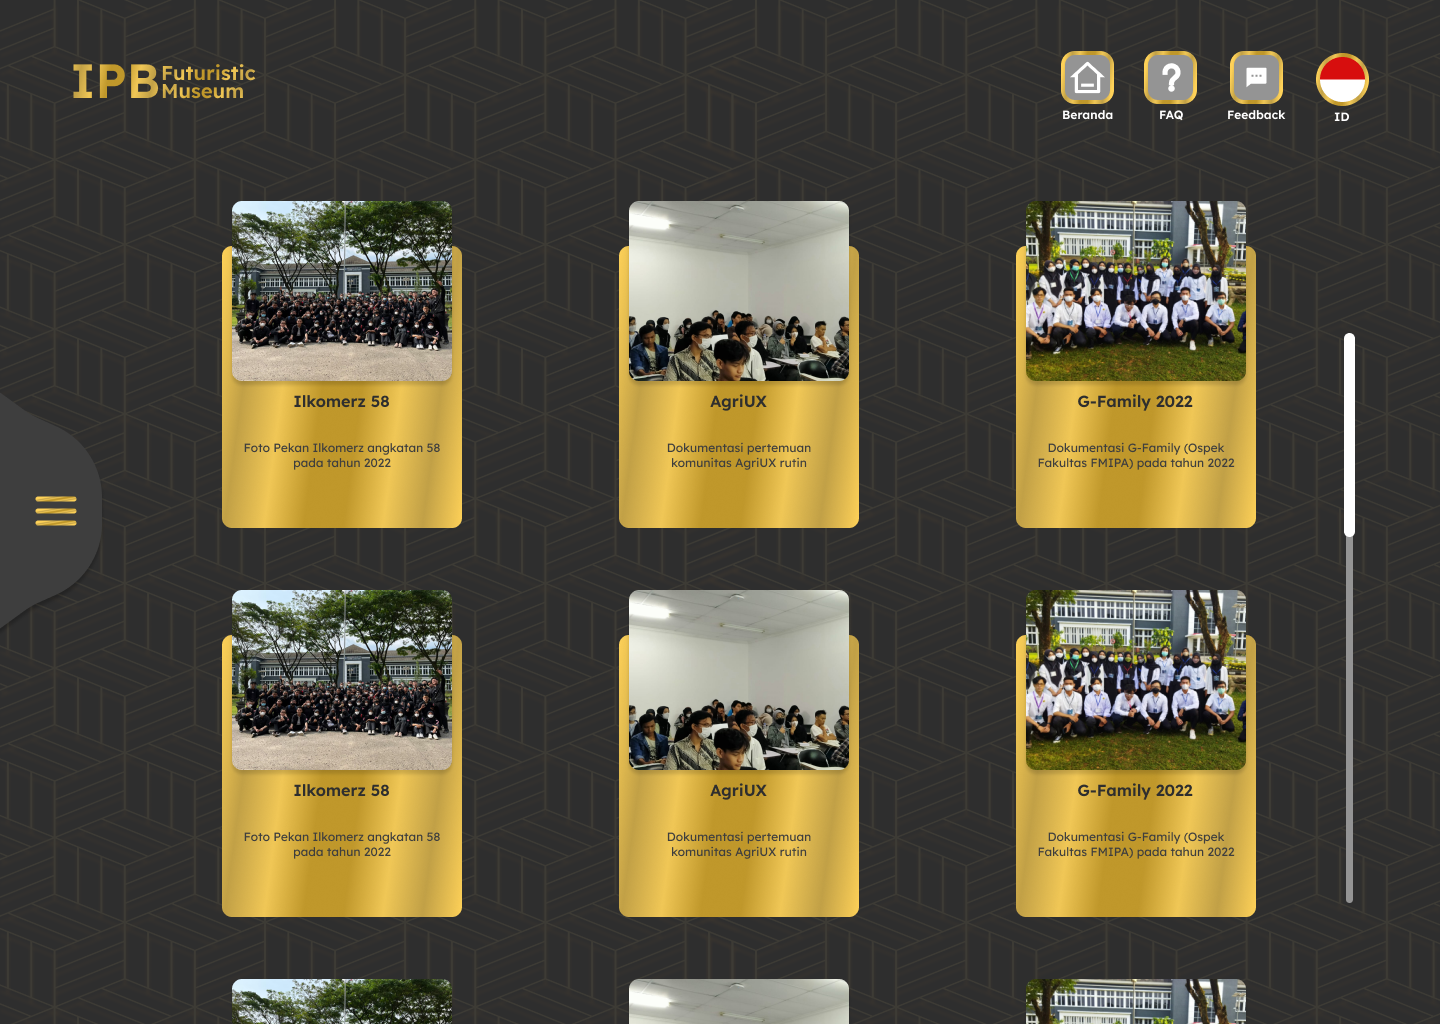 IPB Futuristic
Museum
Beranda
FAQ
Feedback
ID
Ilkomerz 58
Foto Pekan Ilkomerz angkatan 58
pada tahun 2022
AgriUX
Dokumentasi pertemuan
komunitas AgriUX rutin
G-Family 2022
Dokumentasi G-Family (Ospek
Fakultas FMIPA) pada tahun 2022
Ilkomerz 58
Foto Pekan Ilkomerz angkatan 58
pada tahun 2022
AgriUX
Dokumentasi pertemuan
komunitas AgriUX rutin
G-Family 2022
Dokumentasi G-Family (Ospek
Fakultas FMIPA) pada tahun 2022